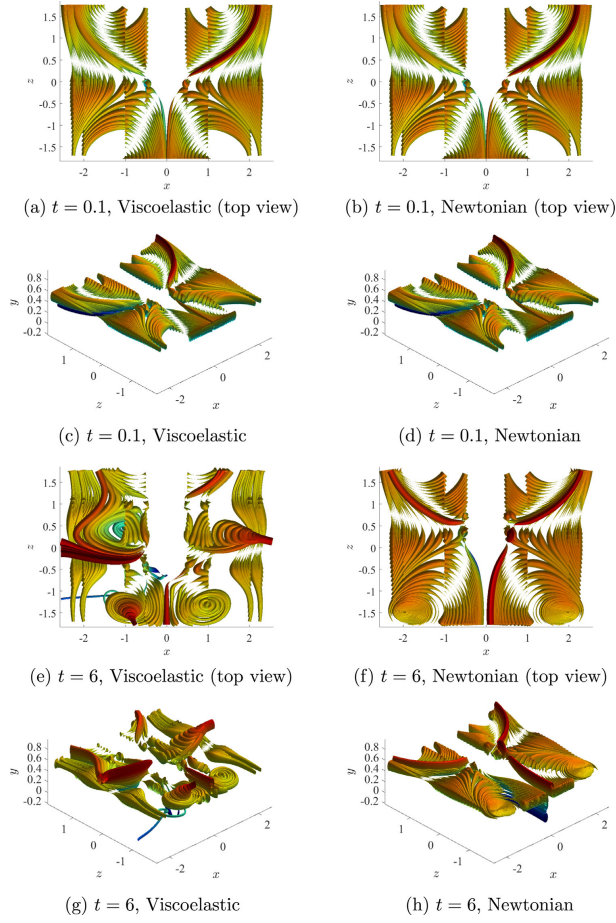 1.5
1
0.5
0
-0.5
-1
-1.5
z
-2 -1 0 1 2
x
(a) t = 0.1, Viscoelastic (top view)
1.5
1
0.5
0
-0.5
-1
-1.5
z
-2 -1 0 1 2
x
(b) t = 0.1, Newtonian (top view)
0.8
0.6
0.4
0.2
0
-0.2
y
1
0
-1
z
-2
0
2
x
(c) t = 0.1, Viscoelastic
0.8
0.6
0.4
0.2
0
-0.2
y
1
0
-1
z
-2
0
2
x
(d) t = 0.1, Newtonian
1.5
1
0.5
0
-0.5
-1
-1.5
z
-2 -1 0 1 2
x
(e) t = 6, Viscoelastic (top view)
1.5
1
0.5
0
-0.5
-1
-1.5
z
-2 -1 0 1 2
x
(f) t = 6, Newtonian (top view)
0.8
0.6
0.4
0.2
0
-0.2
y
1
0
-1
z
-2
0
2
x
(g) t = 6, Viscoelastic
0.8
0.6
0.4
0.2
0
-0.2
y
1
0
-1
z
-2
0
2
x
(h) t = 6, Newtonian